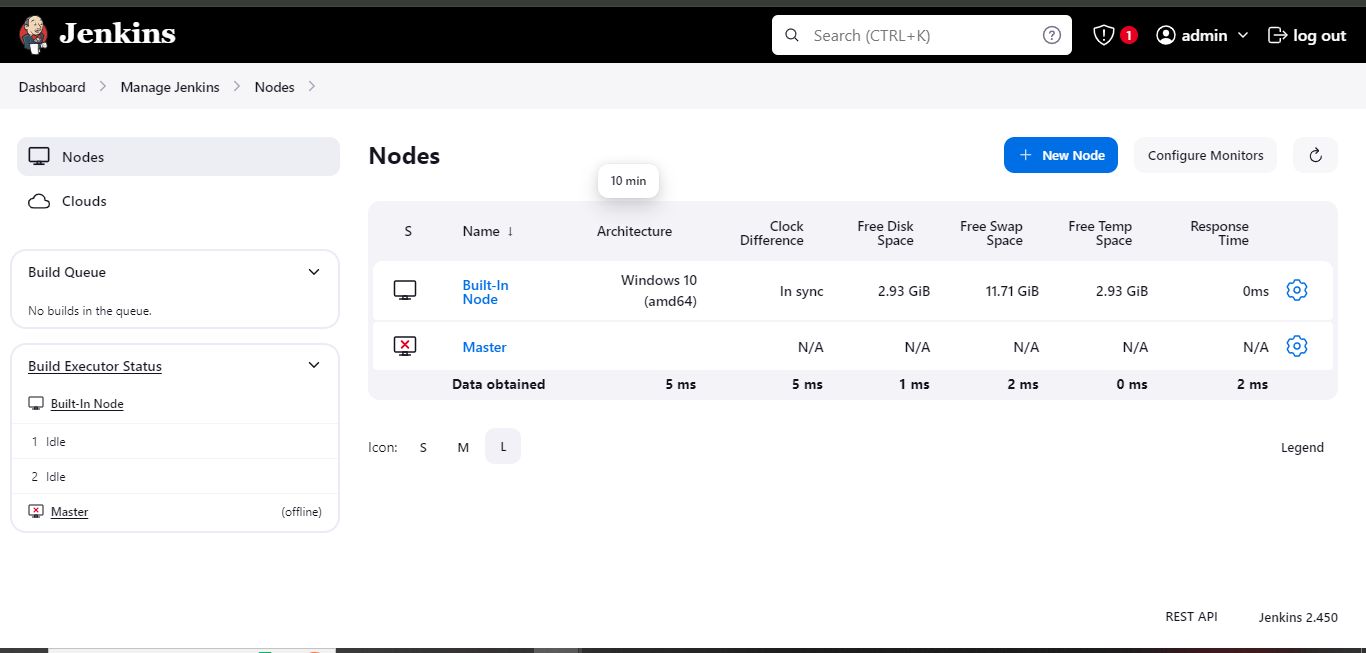 Jenkins
Search (CTRL+K)
?
1
admin
log out
Dashboard
Manage Jenkins
Nodes
Nodes
Clouds
Build Queue
No builds in the queue.
Build Executor Status
Built-In Node
1 Idle
2 Idle
Master (offline)
Nodes
+ New Node
Configure Monitors
10 min
S Name ↓ Architecture Clock Difference Free Disk Space Free Swap Space Free Temp Space Response Time
Built-In Node Windows 10 (amd64) In sync 2.93 GiB 11.71 GiB 2.93 GiB 0ms
Master N/A N/A N/A N/A N/A
Data obtained 5 ms 5 ms 1 ms 2 ms 0 ms 2 ms
Icon: S M L
Legend
REST API
Jenkins 2.450